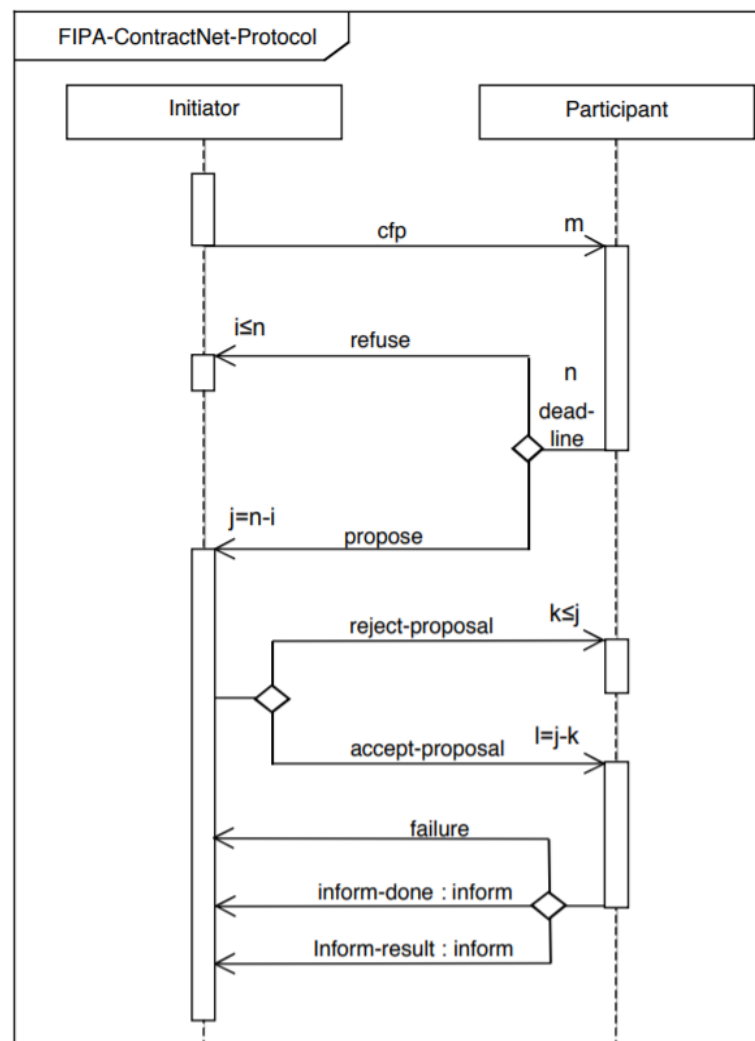 FIPA-ContractNet-Protocol
Initiator
Participant
cfp
m
i≤n
refuse
n
dead-
line
j=n-i
propose
reject-proposal
k≤j
accept-proposal
l=j-k
failure
inform-done : inform
Inform-result : inform